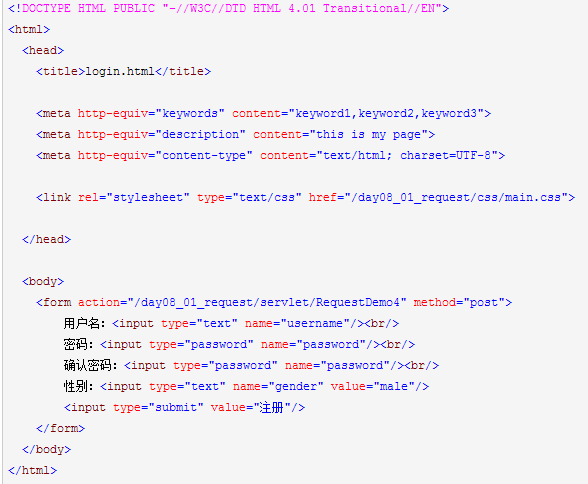 <!DOCTYPE HTML PUBLIC "-//W3C//DTD HTML 4.01 Transitional//EN">
<html>
  <head>
    <title>login.html</title>

    <meta http-equiv="keywords" content="keyword1,keyword2,keyword3">
    <meta http-equiv="description" content="this is my page">
    <meta http-equiv="content-type" content="text/html; charset=UTF-8">

    <link rel="stylesheet" type="text/css" href="/day08_01_request/css/main.css">

  </head>

  <body>
    <form action="/day08_01_request/servlet/RequestDemo4" method="post">
        用户名：<input type="text" name="username"/><br/>
        密码：<input type="password" name="password"/><br/>
        确认密码：<input type="password" name="password"/><br/>
        性别：<input type="text" name="gender" value="male"/>
        <input type="submit" value="注册"/>
    </form>
  </body>
</html>